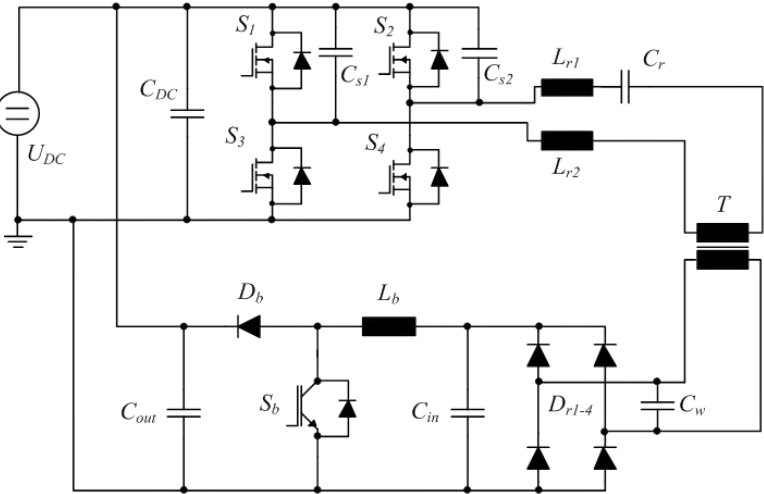 S1
S2
Cs1
Cs2
Lr1
Cr
CDC
UDC
S3
S4
Lr2
T
Db
Lb
Cout
Sb
Cin
Dr1-4
Cw